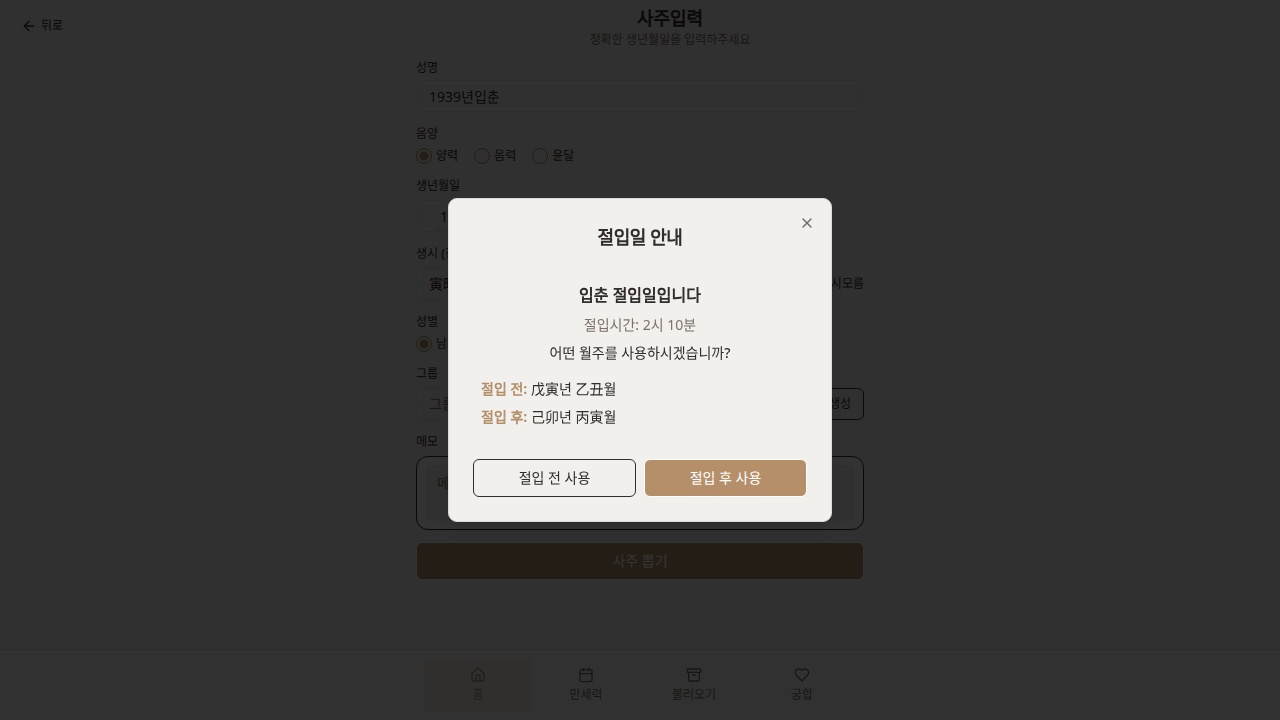 뒤로
사주입력
정확한 생년월일을 입력하주세요
성명
1939년입춘
음양
양력 음력 윤달
생년월일
1
생시
寅 시모름
성별
남
그룹
그룹 생성
메모
절입일 안내
입춘 절입일입니다
절입시간: 2시 10분
어떤 월주를 사용하시겠습니까?
절입 전: 戊寅년 乙丑월
절입 후: 己卯년 丙寅월
절입 전 사용 절입 후 사용
사주 뽑기
홈 만세력 불러오기 궁합